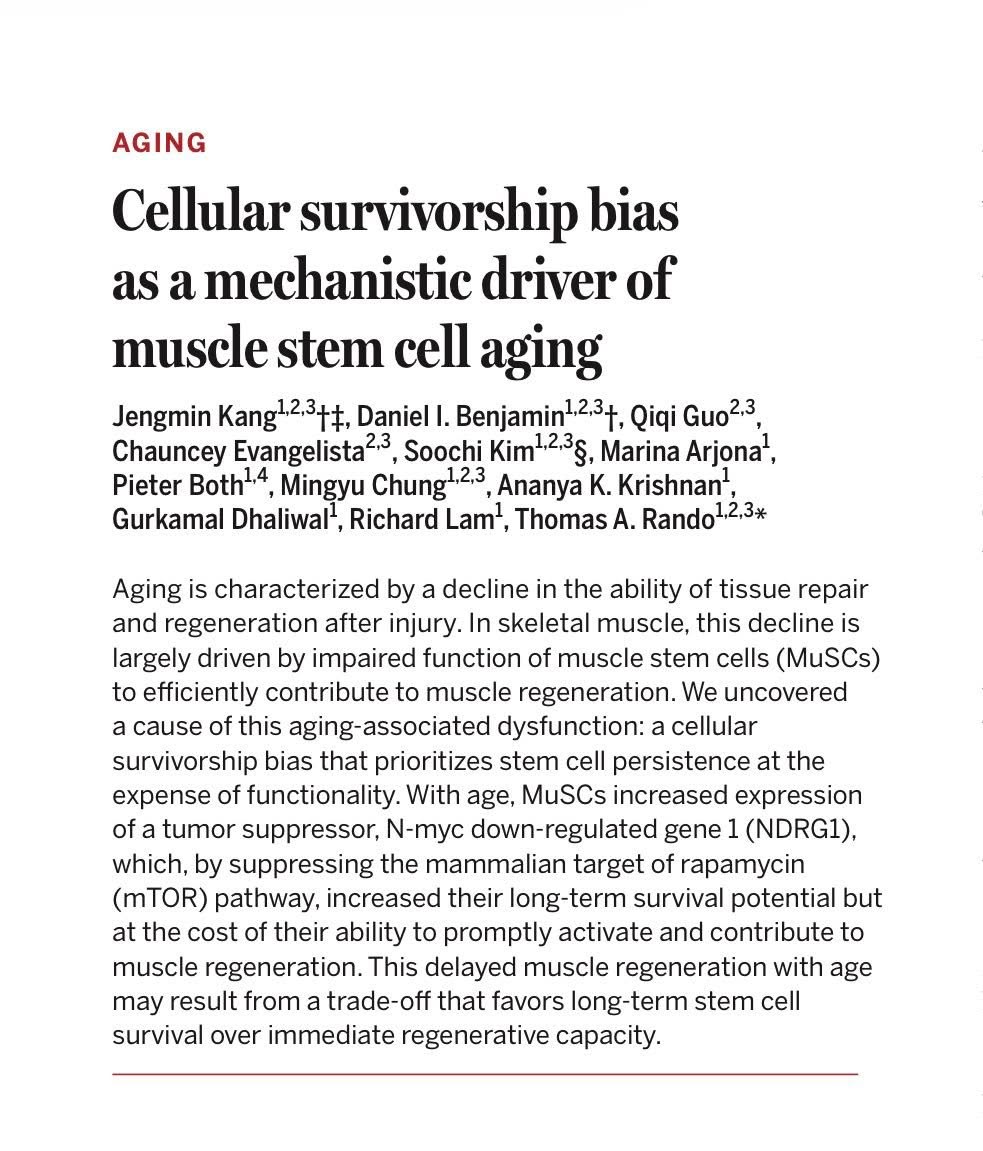 AGING
Cellular survivorship bias
as a mechanistic driver of
muscle stem cell aging
Jengmin Kang1,2,3†‡, Daniel I. Benjamin1,2,3†, Qiqi Guo2,3,
Chauncey Evangelista2,3, Soochi Kim1,2,3§, Marina Arjona1,
Pieter Both1,4, Mingyu Chung1,2,3, Ananya K. Krishnan1,
Gurkamal Dhaliwal1, Richard Lam1, Thomas A. Rando1,2,3*
Aging is characterized by a decline in the ability of tissue repair
and regeneration after injury. In skeletal muscle, this decline is
largely driven by impaired function of muscle stem cells (MuSCs)
to efficiently contribute to muscle regeneration. We uncovered
a cause of this aging-associated dysfunction: a cellular
survivorship bias that prioritizes stem cell persistence at the
expense of functionality. With age, MuSCs increased expression
of a tumor suppressor, N-myc down-regulated gene 1 (NDRG1),
which, by suppressing the mammalian target of rapamycin
(mTOR) pathway, increased their long-term survival potential but
at the cost of their ability to promptly activate and contribute to
muscle regeneration. This delayed muscle regeneration with age
may result from a trade-off that favors long-term stem cell
survival over immediate regenerative capacity.